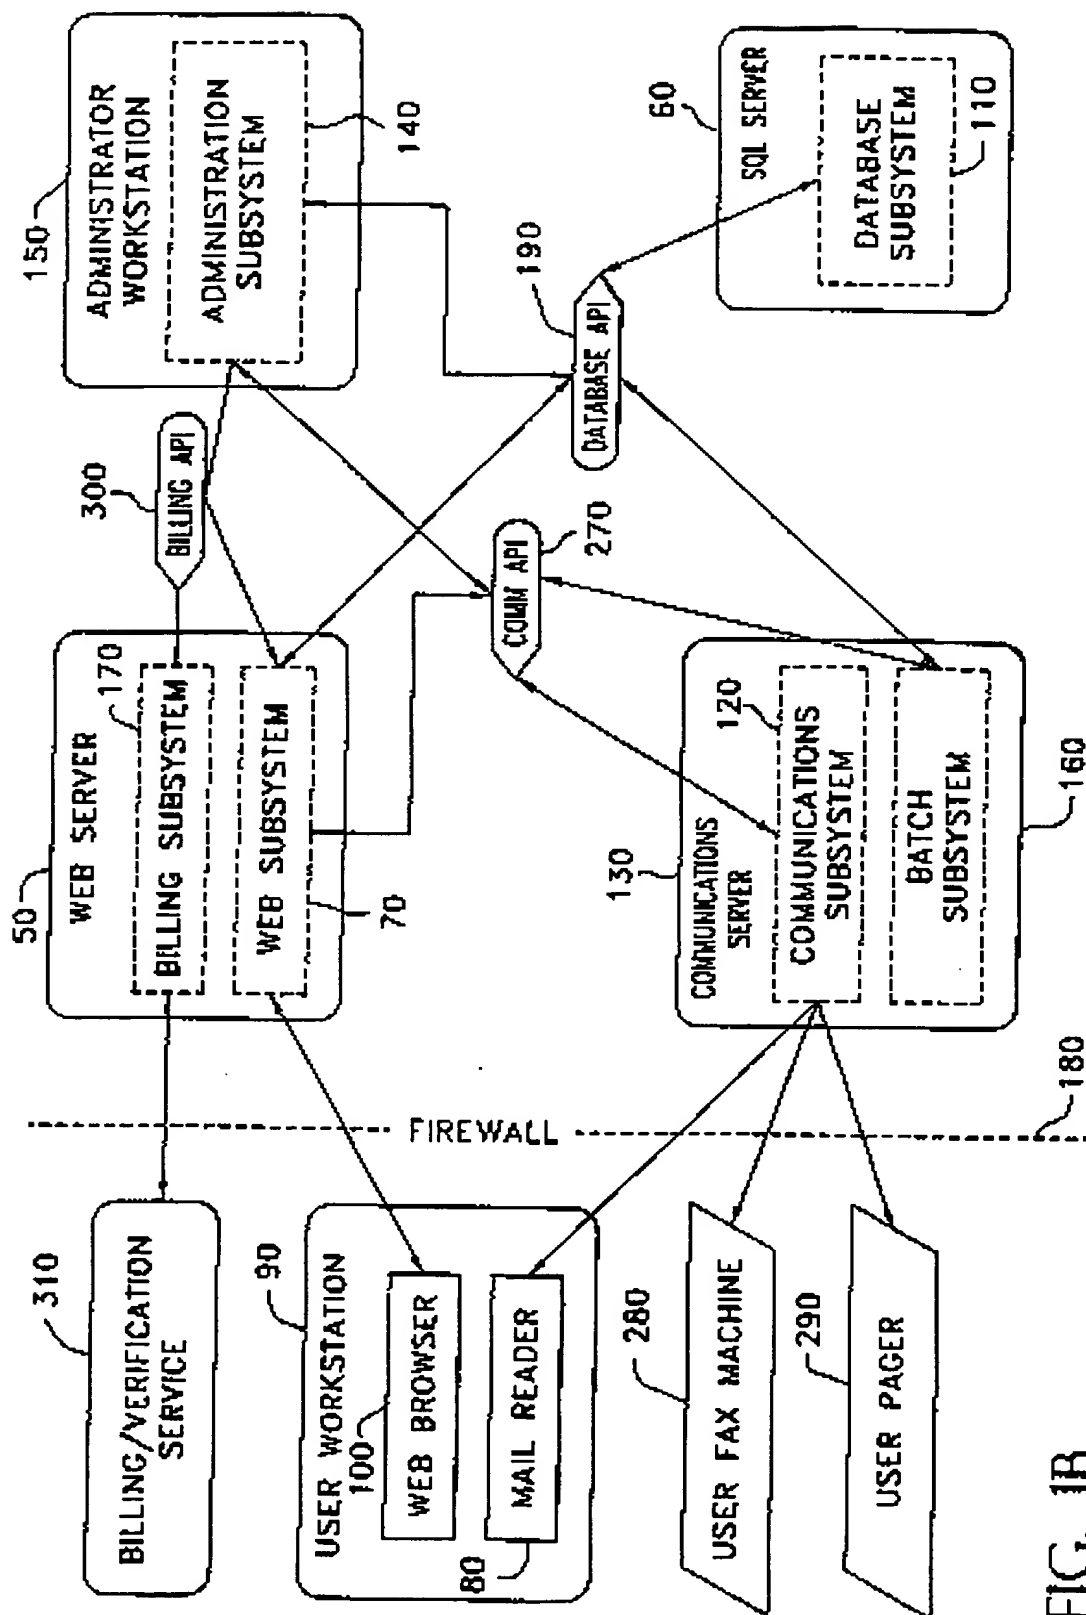 310
BILLING/VERIFICATION
SERVICE
90
USER WORKSTATION
100
WEB BROWSER
MAIL READER
80
280
USER FAX MACHINE
290
USER PAGER
FIREWALL
180
50
WEB SERVER
170
BILLING SUBSYSTEM
WEB SUBSYSTEM
70
300
BILLING API
150
ADMINISTRATOR
WORKSTATION
ADMINISTRATION
SUBSYSTEM
140
COMM API
270
190
DATABASE API
130
COMMUNICATIONS
SERVER
120
COMMUNICATIONS
SUBSYSTEM
BATCH
SUBSYSTEM
160
60
SQL SERVER
DATABASE
SUBSYSTEM
110
FIG. 1B